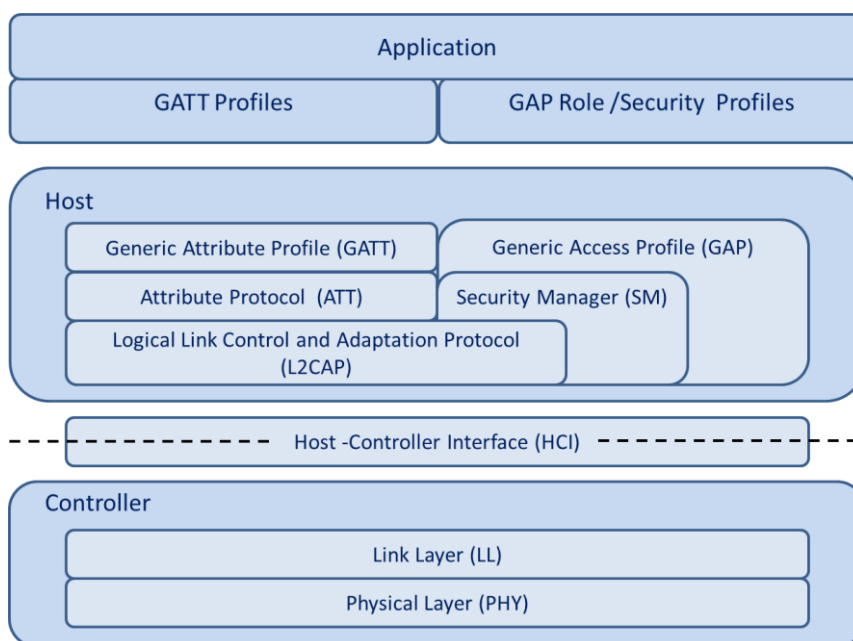 Application
GATT Profiles
GAP Role /Security  Profiles
Host
Generic Attribute Profile (GATT)
Generic Access Profile (GAP)
Attribute Protocol  (ATT)
Security Manager (SM)
Logical Link Control and Adaptation Protocol
(L2CAP)
Host -Controller Interface (HCI)
Controller
Link Layer (LL)
Physical Layer (PHY)